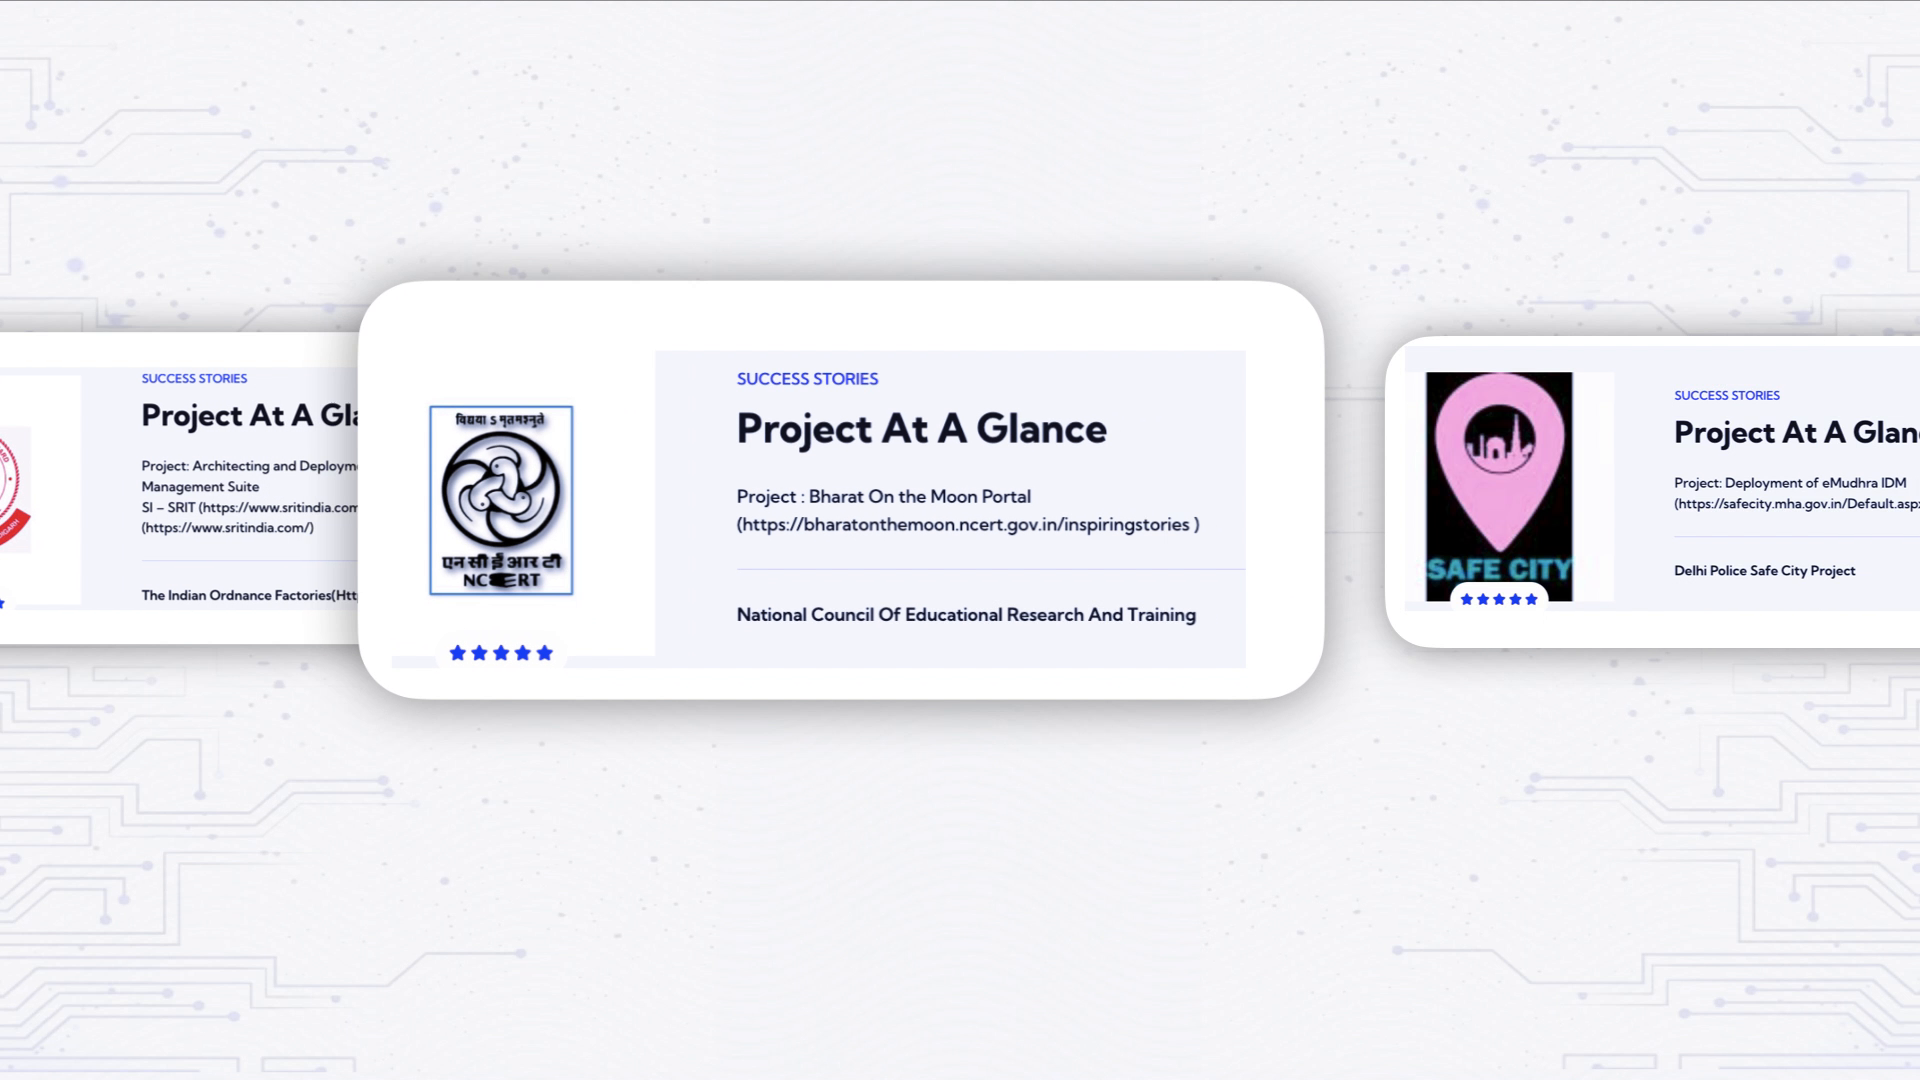 SUCCESS STORIES
Project At A Gla
Project: Architecting and Deploym
Management Suite
SI – SRIT (https://www.sritindia.com
(https://www.sritindia.com/)
The Indian Ordnance Factories(Htt
विद्यया ऽ मृतमश्नुते
एन सी ई आर टी
NCERT
SUCCESS STORIES
Project At A Glance
Project : Bharat On the Moon Portal
(https://bharatonthemoon.ncert.gov.in/inspiringstories )
National Council Of Educational Research And Training
SAFE CITY
SUCCESS STORIES
Project At A Glan
Project: Deployment of eMudhra IDM
(https://safecity.mha.gov.in/Default.asp
Delhi Police Safe City Project